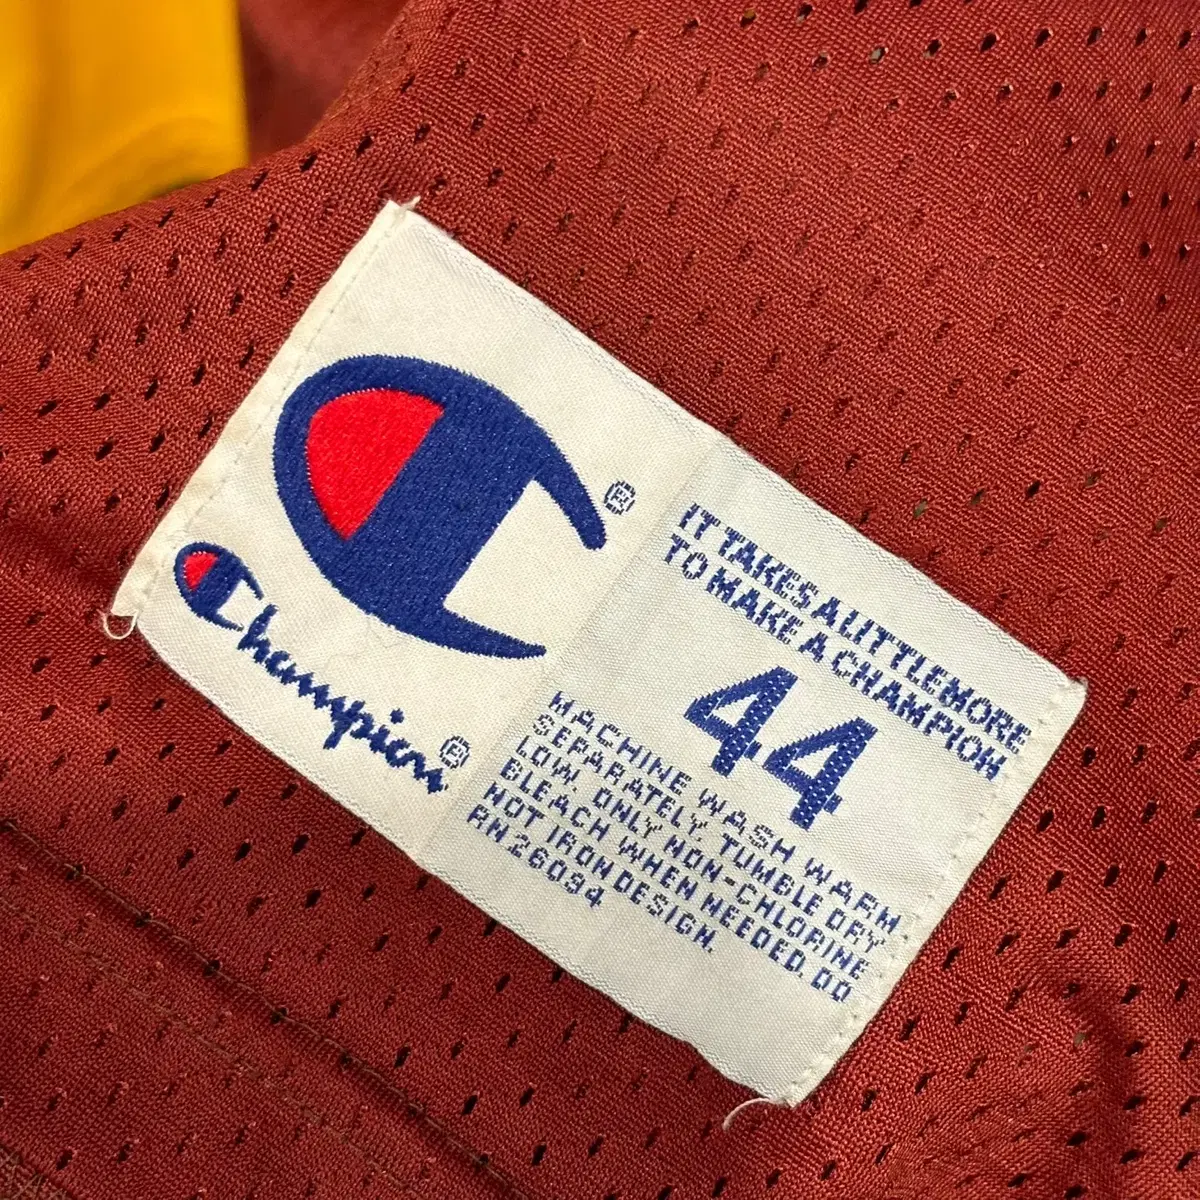 ®
Champion®
IT TAKES A LITTLE MORE
TO MAKE A CHAMPION
44
MACHINE WASH WARM
SEPARATELY. TUMBLE DRY
LOW. ONLY NON-CHLORINE
BLEACH WHEN NEEDED. DO
NOT IRON DESIGN.
RN 26094